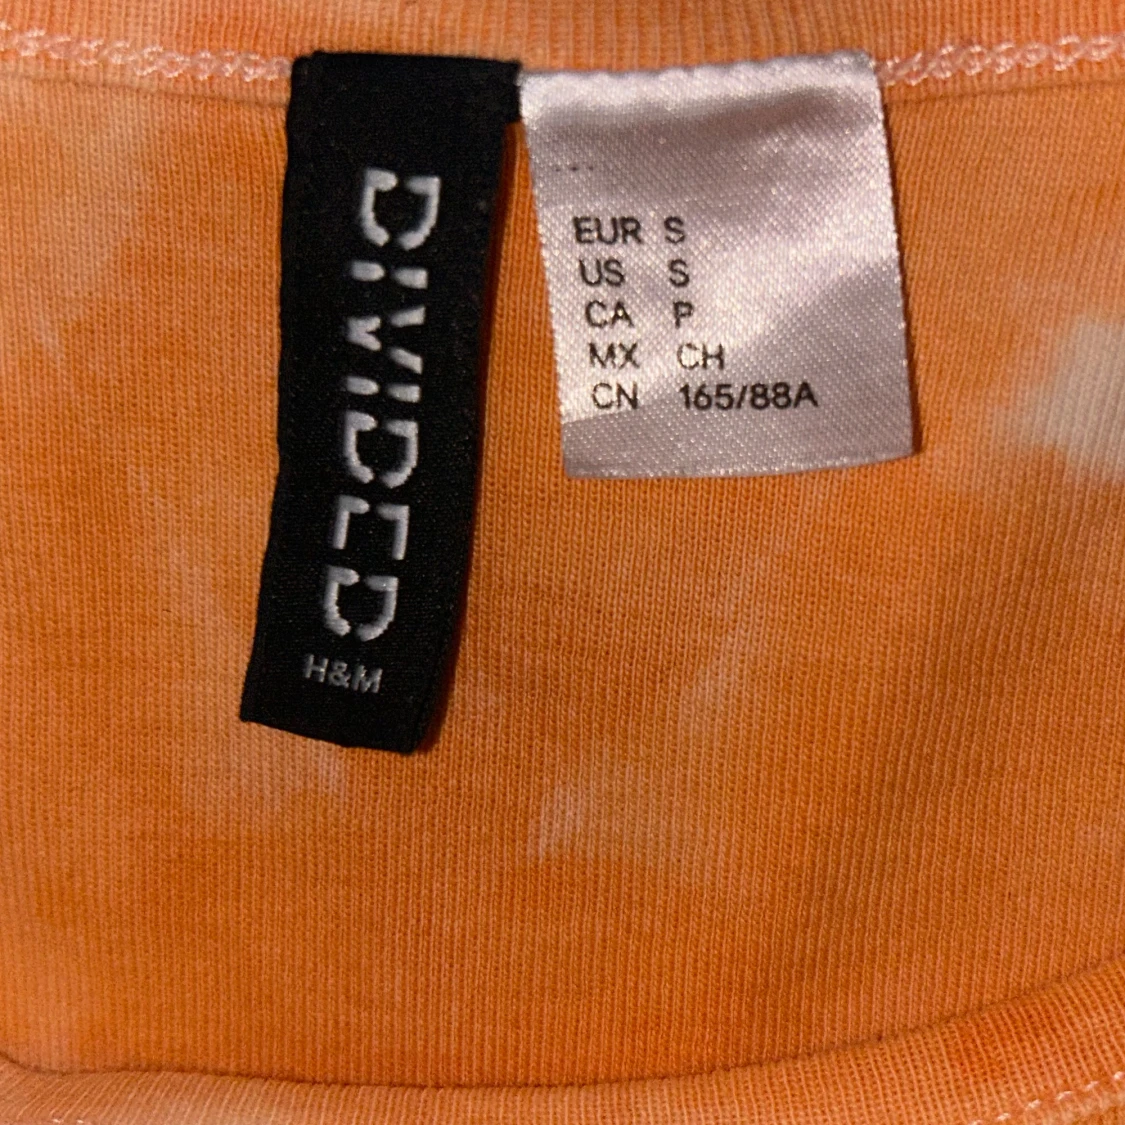 DIVIDED
H&M
EUR S
US S
CA P
MX CH
CN 165/88A